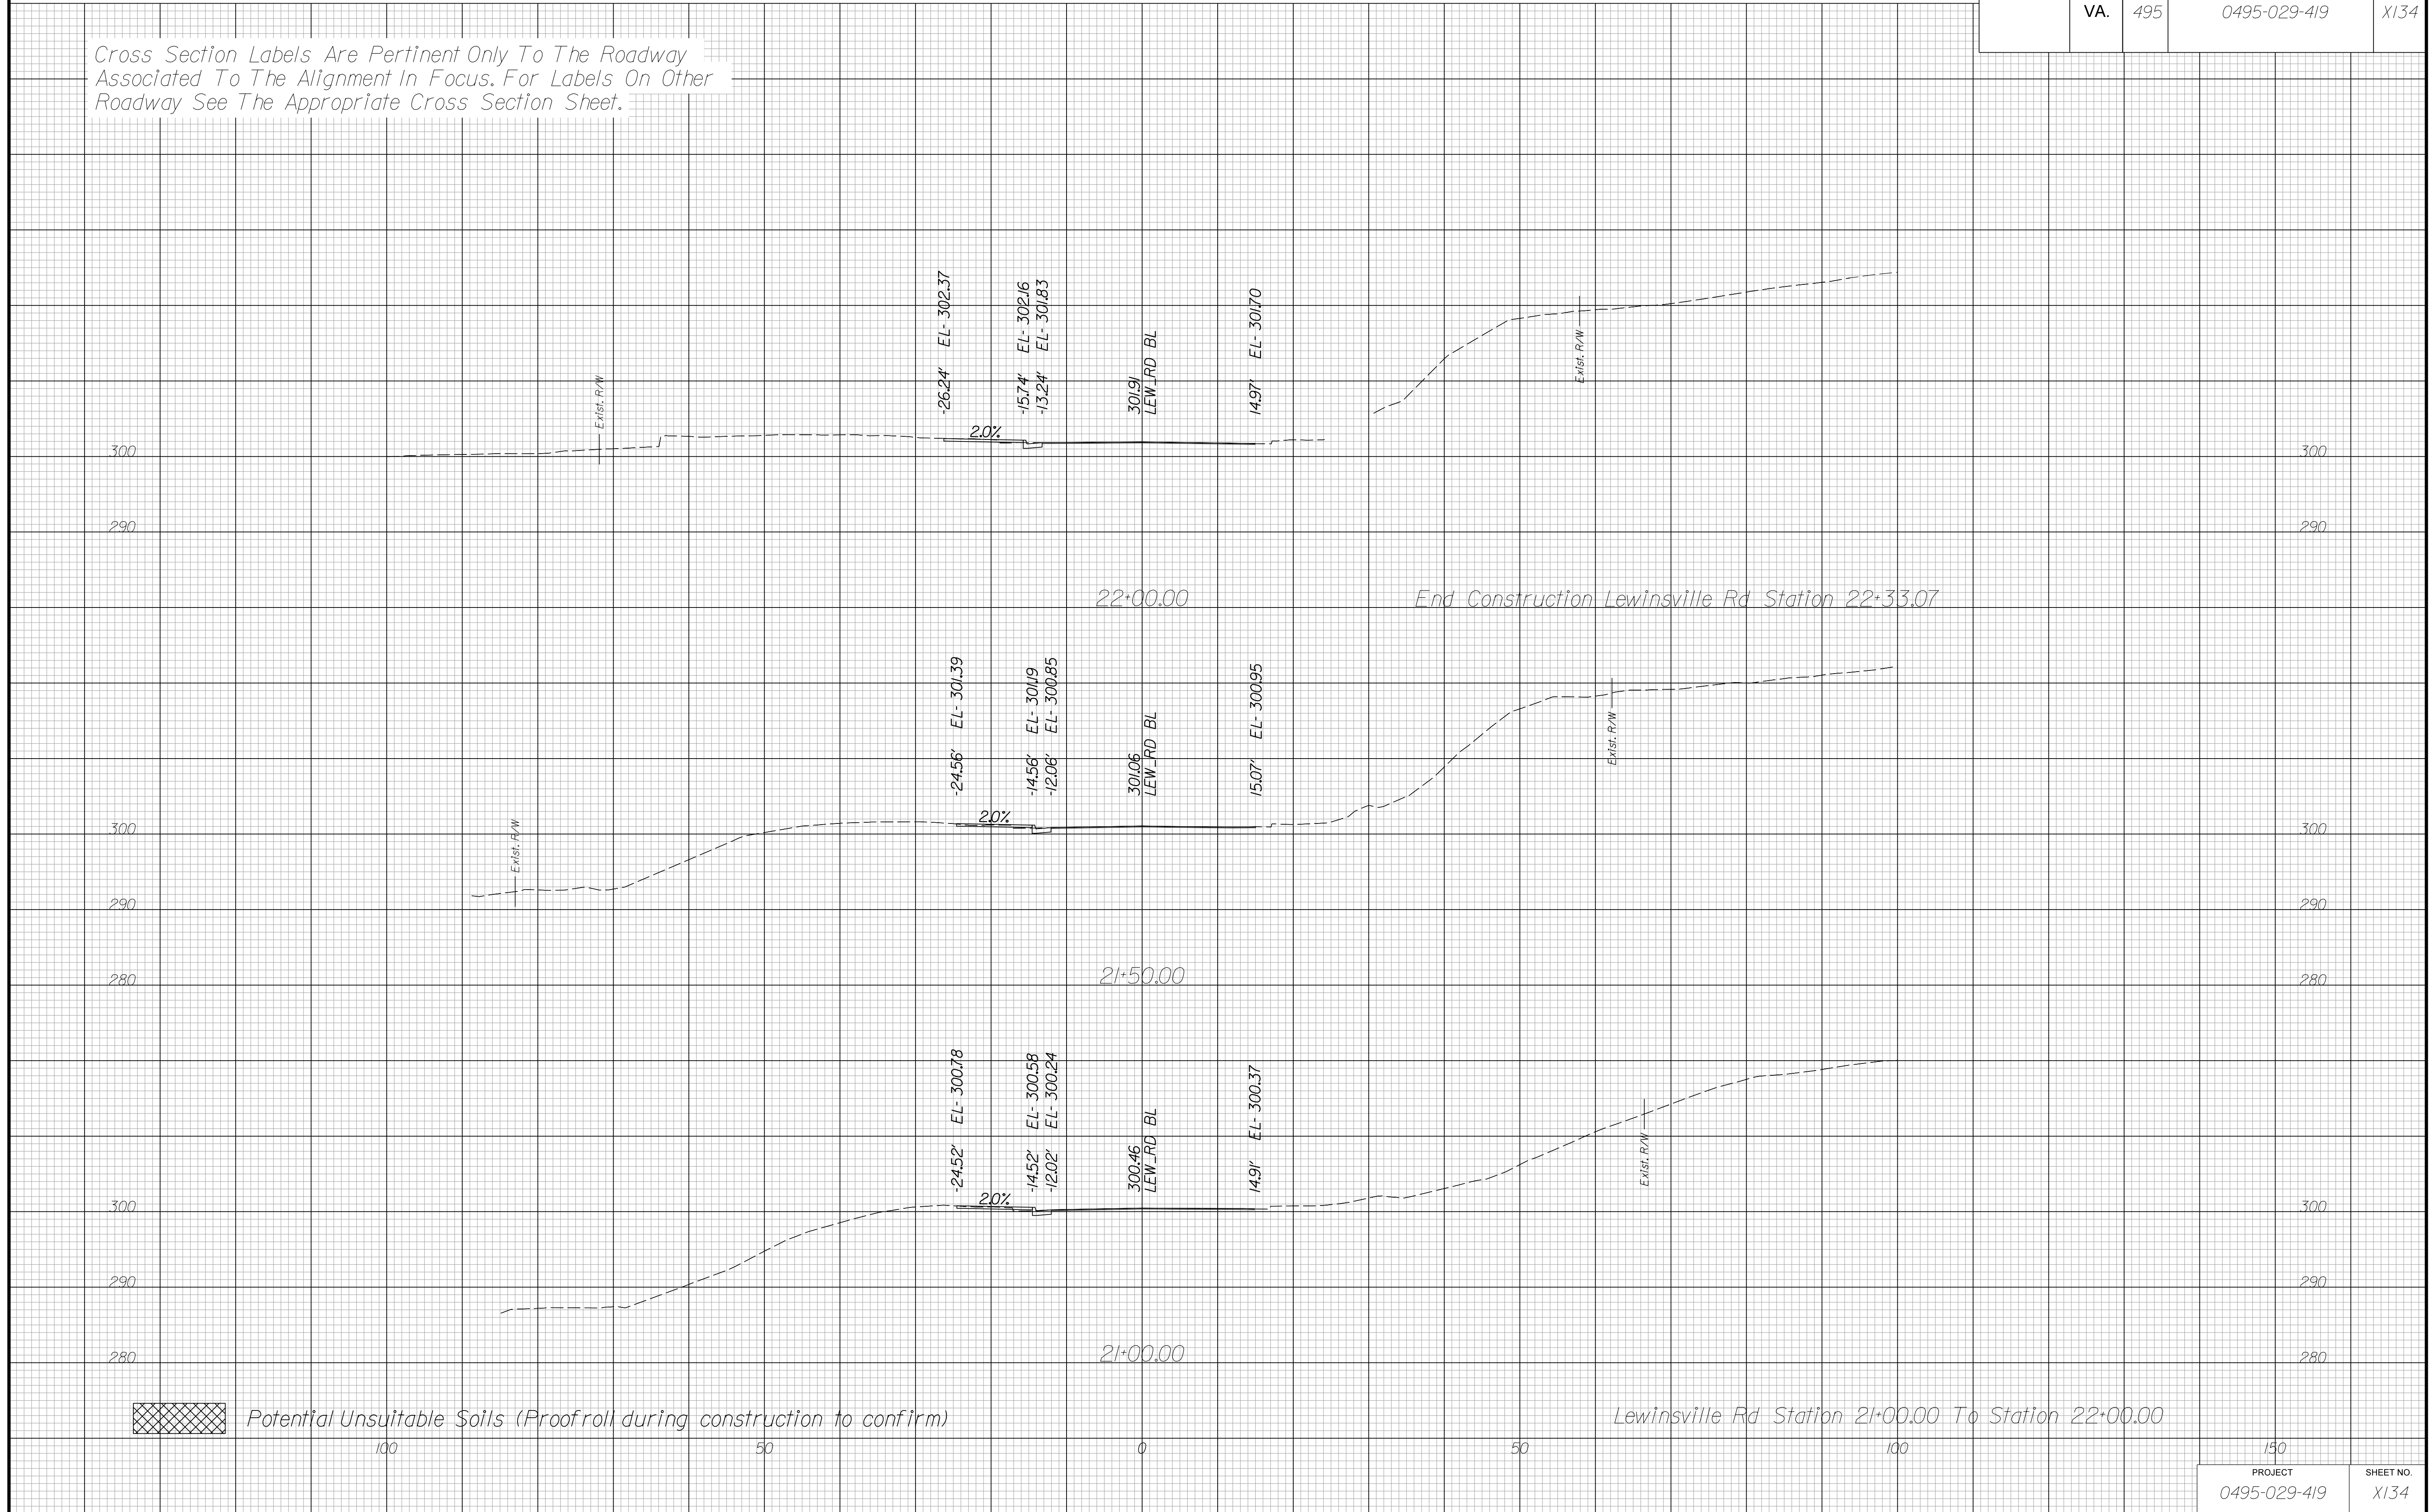 VA. 495 0495-029-419 X134
Cross Section Labels Are Pertinent Only To The Roadway
Associated To The Alignment In Focus. For Labels On Other
Roadway See The Appropriate Cross Section Sheet.
-26.24' EL- 302.37
-15.74' EL- 302.16
-13.24' EL- 301.83
301.91
LEW_RD BL
14.97' EL- 301.70
Exist. R/W
Exist. R/W
2.0%
300 300
290 290
22+00.00
End Construction Lewinsville Rd Station 22+33.07
-24.56' EL- 301.39
-14.56' EL- 301.19
-12.06' EL- 300.85
301.06
LEW_RD BL
15.07' EL- 300.95
Exist. R/W
Exist. R/W
2.0%
300 300
290 290
280 280
21+50.00
-24.52' EL- 300.78
-14.52' EL- 300.58
-12.02' EL- 300.24
300.46
LEW_RD BL
14.91' EL- 300.37
Exist. R/W
2.0%
300 300
290 290
280 280
21+00.00
Potential Unsuitable Soils (Proofroll during construction to confirm)
Lewinsville Rd Station 21+00.00 To Station 22+00.00
100 50 0 50 100 150
PROJECT SHEET NO.
0495-029-419 X134